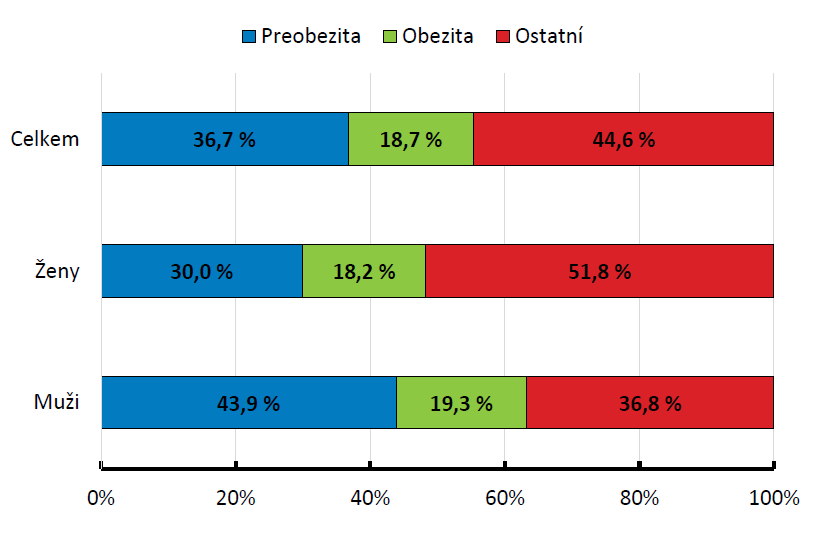 Preobezita Obezita Ostatní
Celkem 36,7 % 18,7 % 44,6 %
Ženy 30,0 % 18,2 % 51,8 %
Muži 43,9 % 19,3 % 36,8 %
0% 20% 40% 60% 80% 100%